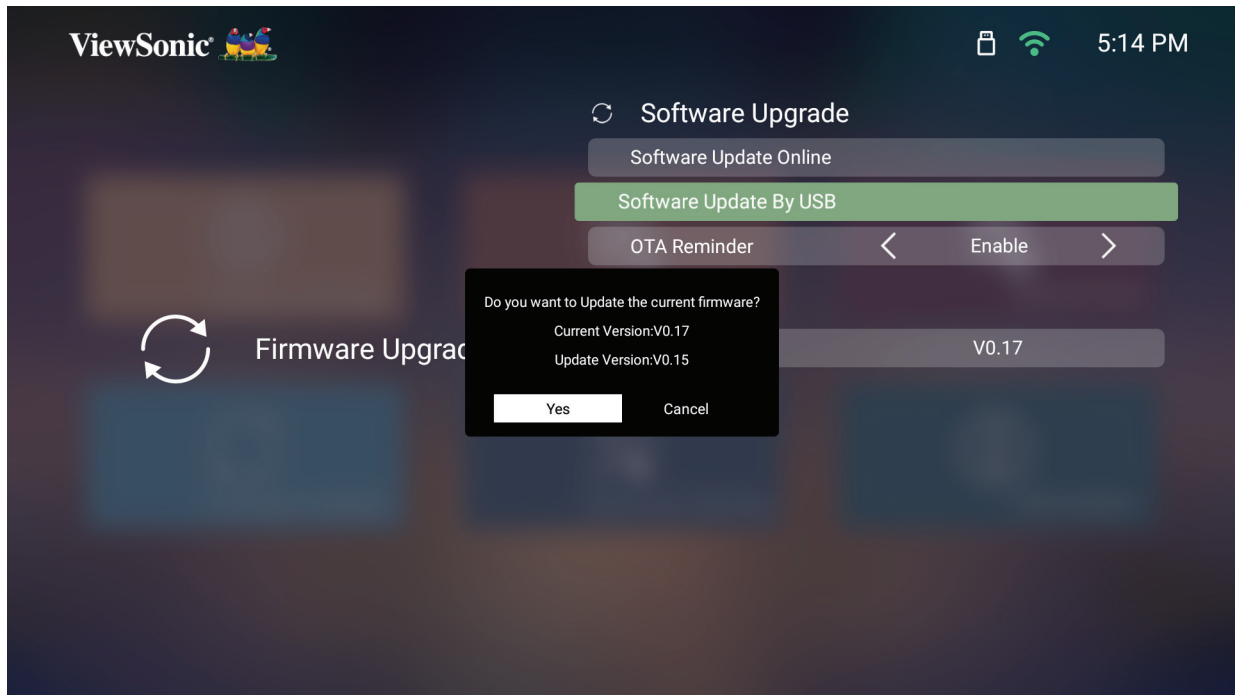 ViewSonic®
5:14 PM
Software Upgrade
Software Update Online
Software Update By USB
OTA Reminder
Enable
Do you want to Update the current firmware?
Current Version:V0.17
Update Version:V0.15
Yes
Cancel
Firmware Upgrad
V0.17